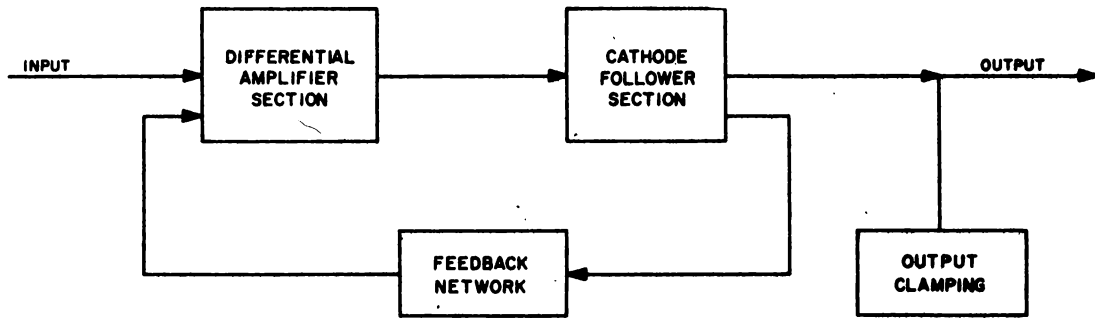 INPUT
DIFFERENTIAL
AMPLIFIER
SECTION
CATHODE
FOLLOWER
SECTION
OUTPUT
FEEDBACK
NETWORK
OUTPUT
CLAMPING